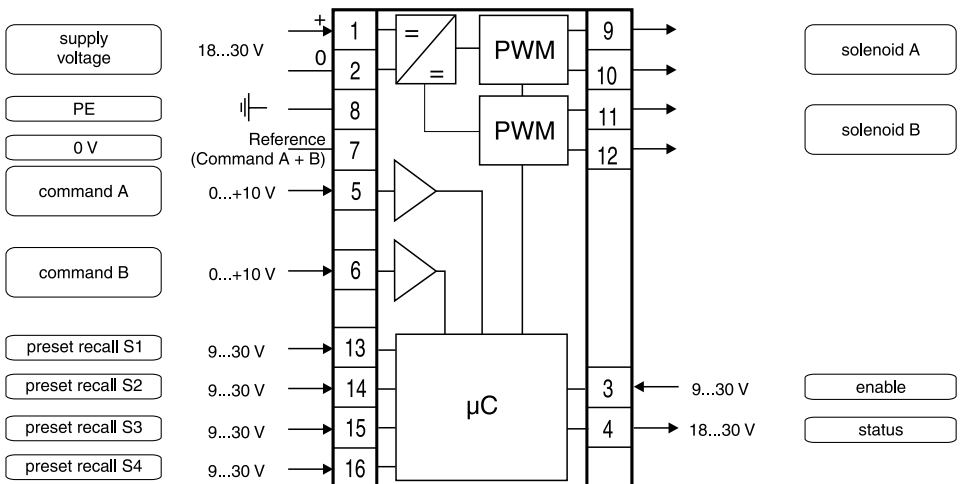 supply
voltage
18...30 V
+
0
1
2
=
=
PWM
9
10
solenoid A
PE
8
PWM
11
12
solenoid B
0 V
Reference
(Command A + B)
7
command A
0...+10 V
5
command B
0...+10 V
6
preset recall S1
9...30 V
13
preset recall S2
9...30 V
14
µC
3
9...30 V
enable
preset recall S3
9...30 V
15
4
18...30 V
status
preset recall S4
9...30 V
16